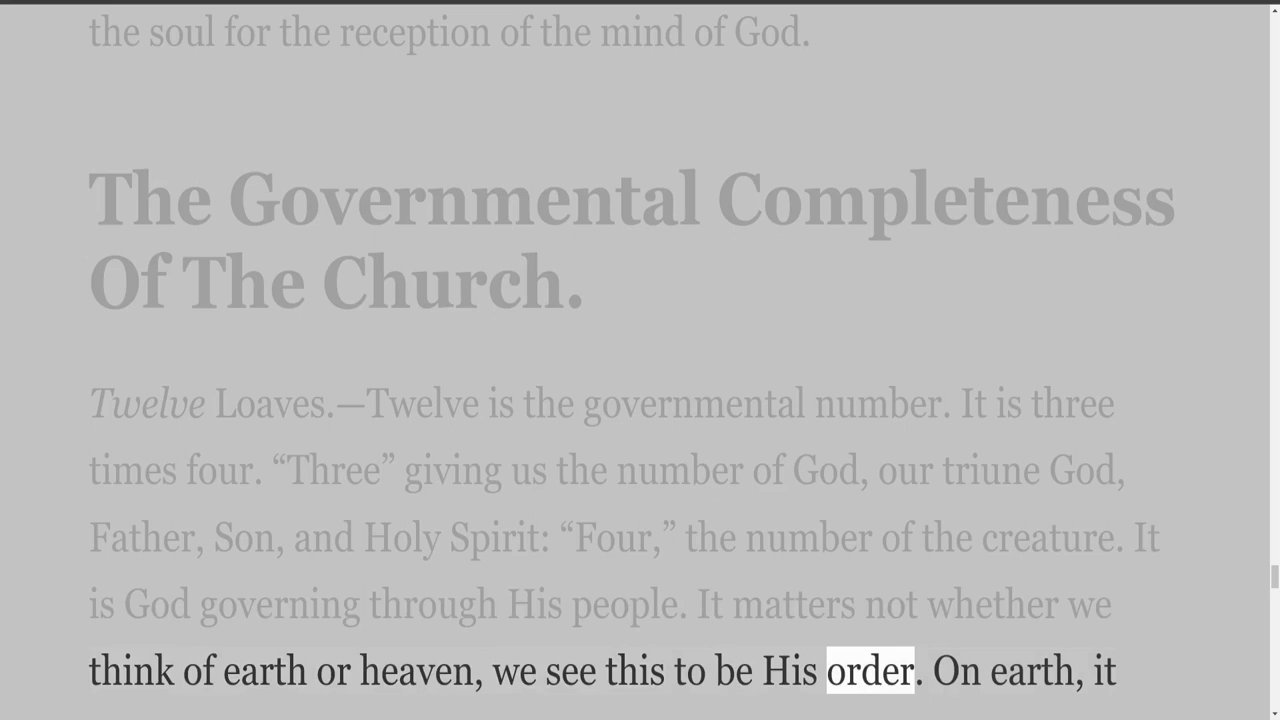 the soul for the reception of the mind of God.
The Governmental Completeness
Of The Church.
Twelve Loaves.—Twelve is the governmental number. It is three
times four. “Three” giving us the number of God, our triune God,
Father, Son, and Holy Spirit: “Four,” the number of the creature. It
is God governing through His people. It matters not whether we
think of earth or heaven, we see this to be His order. On earth, it